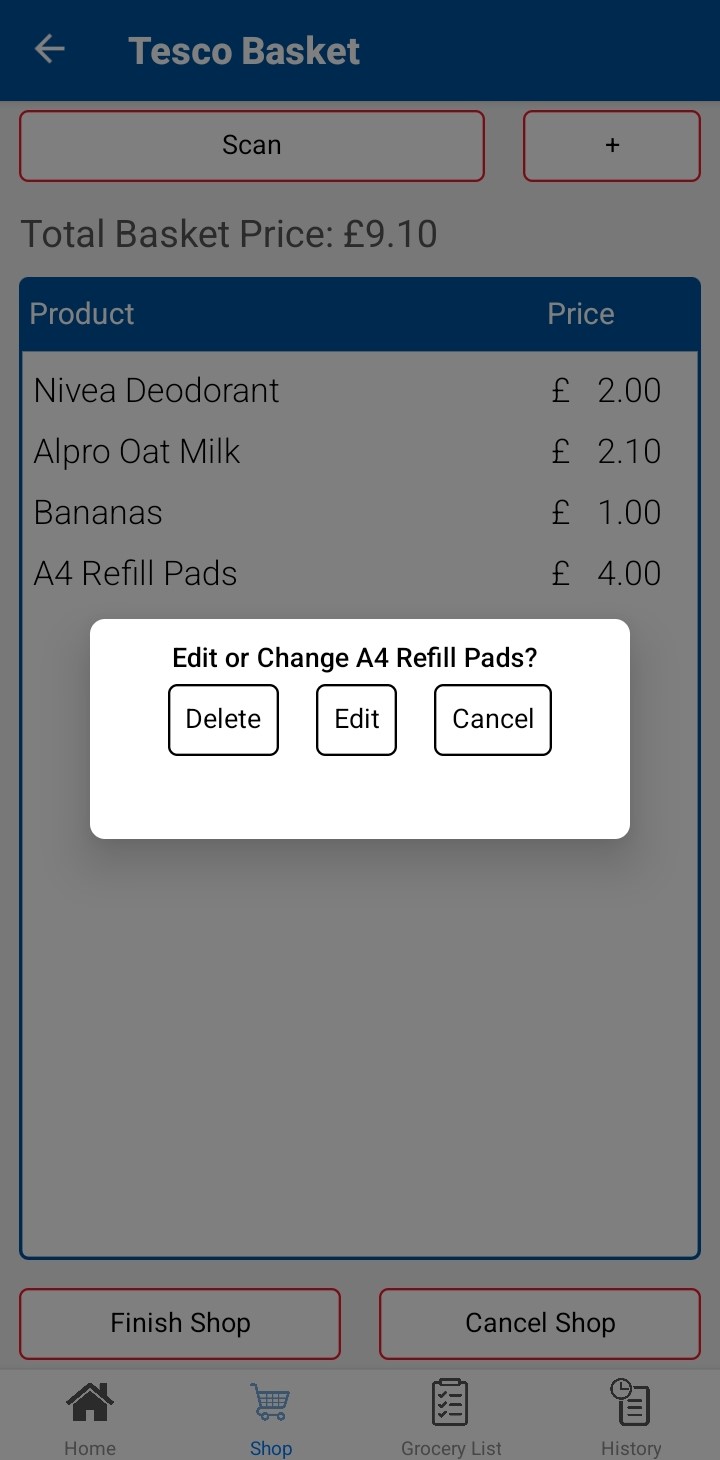 Tesco Basket
Scan +
Total Basket Price: £9.10
Product Price
Nivea Deodorant £ 2.00
Alpro Oat Milk £ 2.10
Bananas £ 1.00
A4 Refill Pads £ 4.00
Edit or Change A4 Refill Pads?
Delete Edit Cancel
Finish Shop Cancel Shop
Home Shop Grocery List History